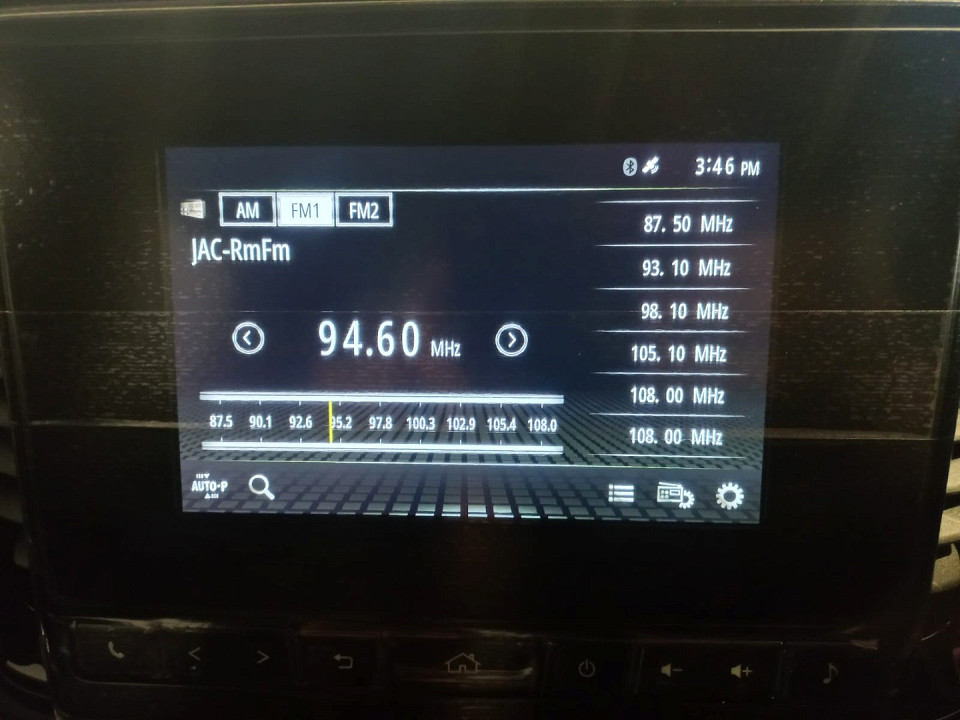 3:46 PM
AM FM1 FM2
JAC-RmFm
94.60 MHz
87.5 90.1 92.6 95.2 97.8 100.3 102.9 105.4 108.0
87. 50 MHz
93. 10 MHz
98. 10 MHz
105. 10 MHz
108. 00 MHz
108. 00 MHz
AUTO-P